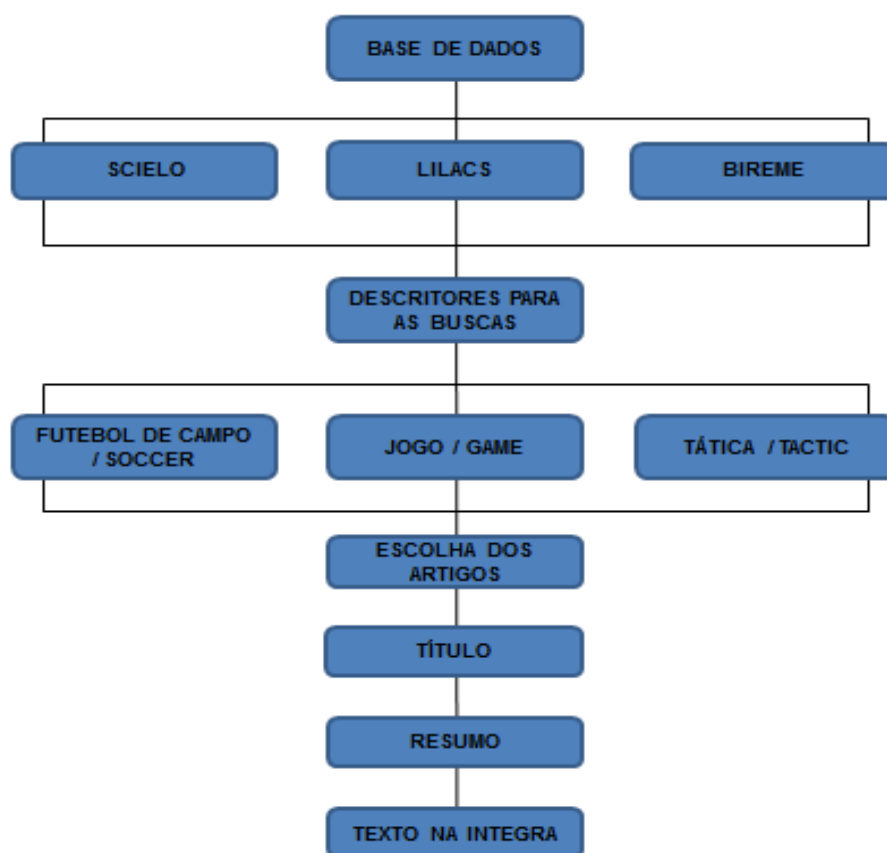 BASE DE DADOS
SCIELO
LILACS
BIREME
DESCRITORES PARA
AS BUSCAS
FUTEBOL DE CAMPO
/ SOCCER
JOGO / GAME
TÁTICA / TACTIC
ESCOLHA DOS
ARTIGOS
TÍTULO
RESUMO
TEXTO NA INTEGRA